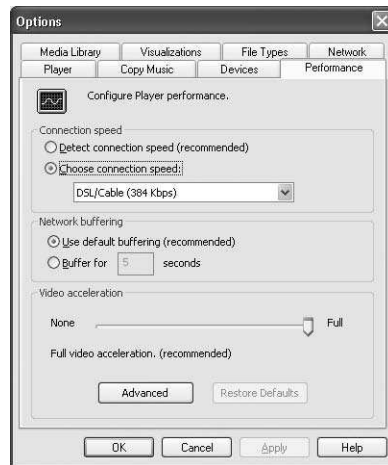 Options
Media Library Visualizations File Types Network
Player Copy Music Devices Performance
Configure Player performance.
Connection speed
Detect connection speed (recommended)
Choose connection speed:
DSL/Cable (384 Kbps)
Network buffering
Use default buffering (recommended)
Buffer for 5 seconds
Video acceleration
None Full
Full video acceleration. (recommended)
Advanced Restore Defaults
OK Cancel Apply Help